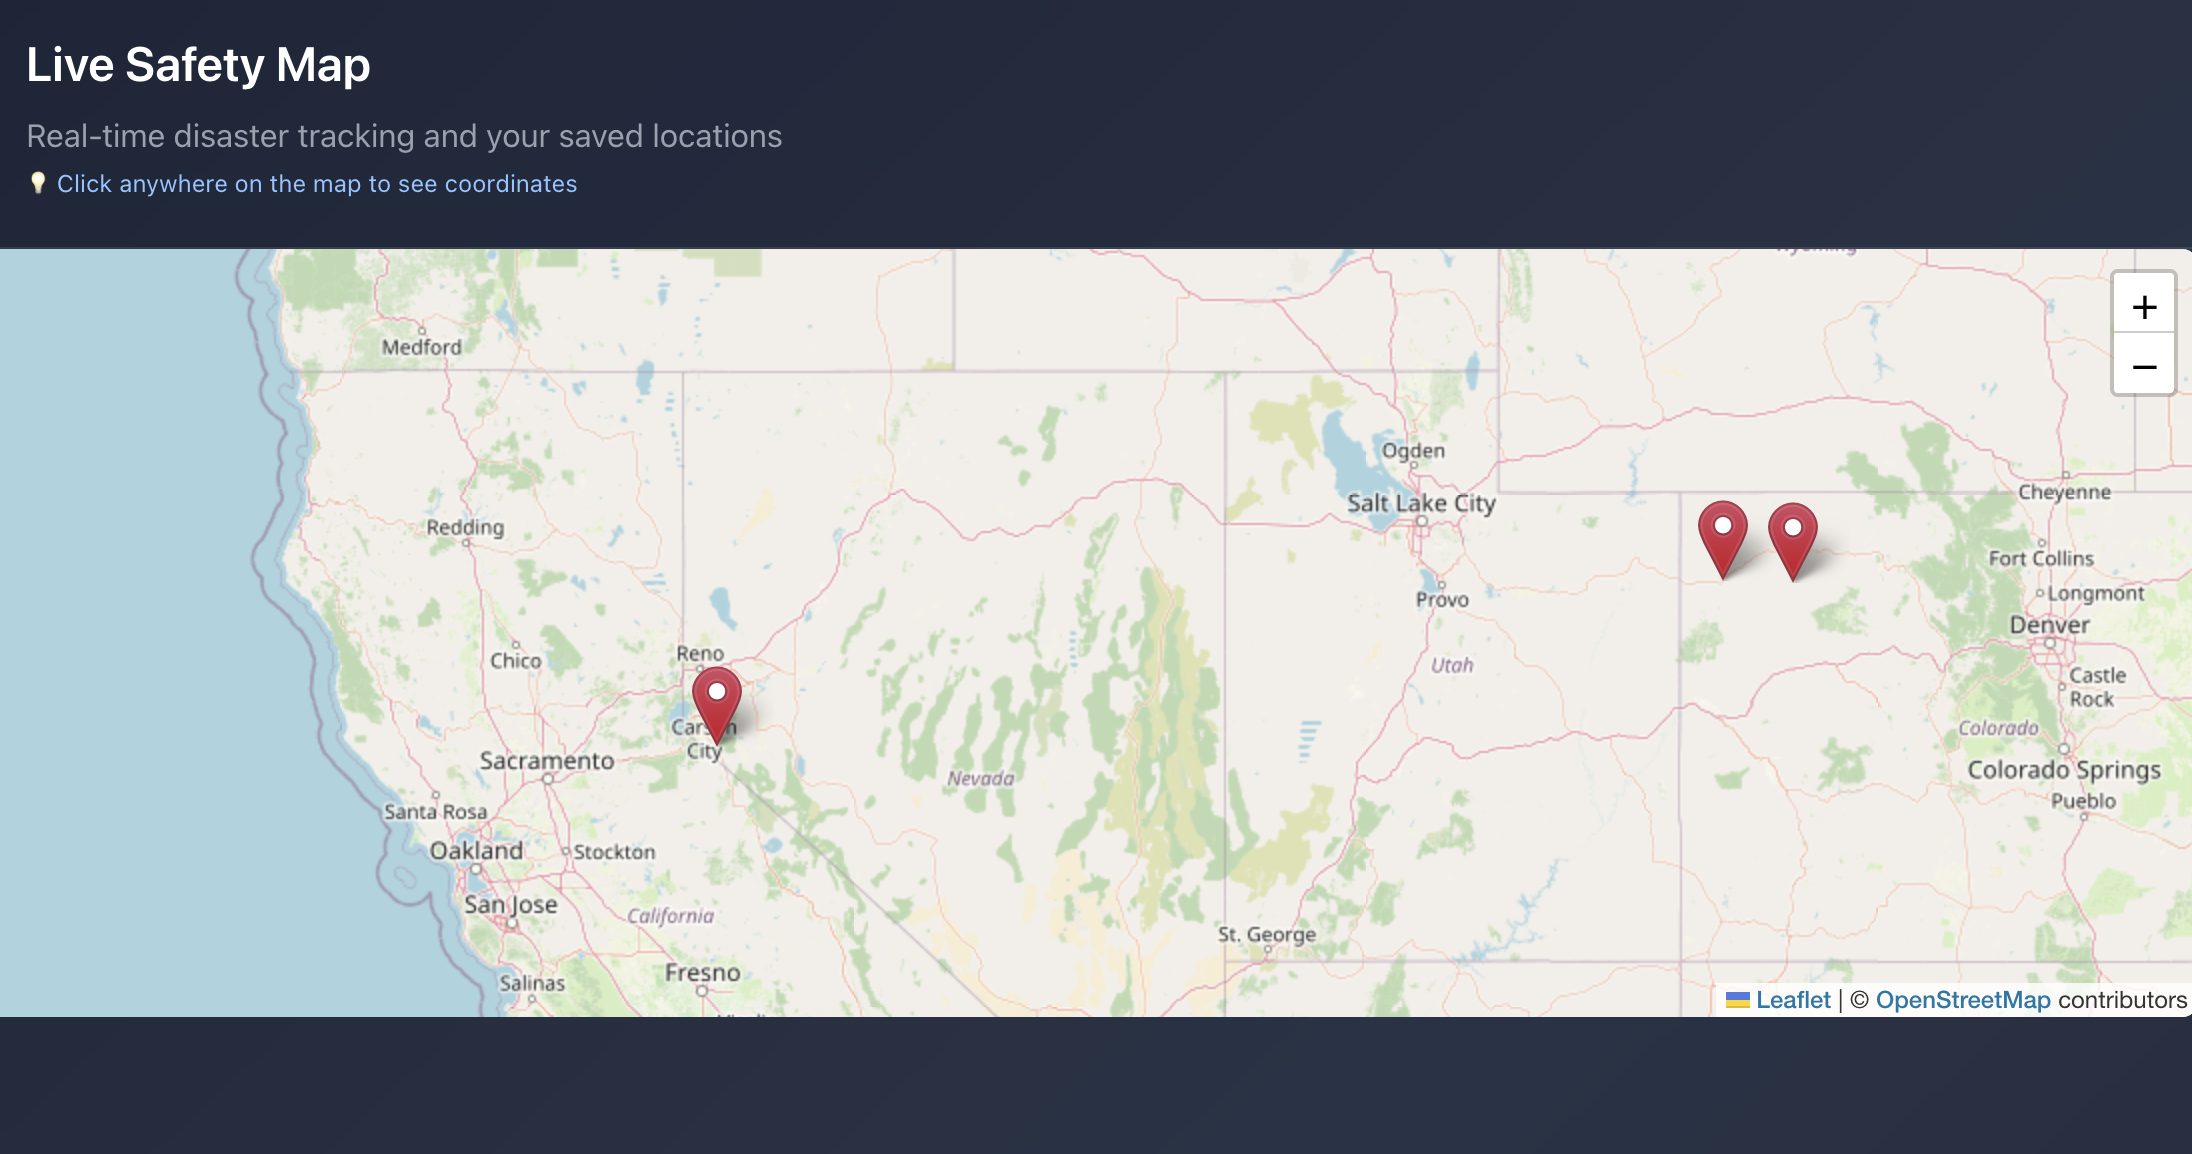 Live Safety Map
Real-time disaster tracking and your saved locations
Click anywhere on the map to see coordinates
Wyoming
+
−
Medford
Ogden
Salt Lake City
Cheyenne
Redding
Fort Collins
Longmont
Provo
Denver
Reno
Chico
Utah
Castle
Rock
Carson
City
Colorado
Sacramento
Nevada
Colorado Springs
Pueblo
Santa Rosa
Oakland
Stockton
San Jose
California
St. George
Fresno
Salinas
Leaflet | © OpenStreetMap contributors